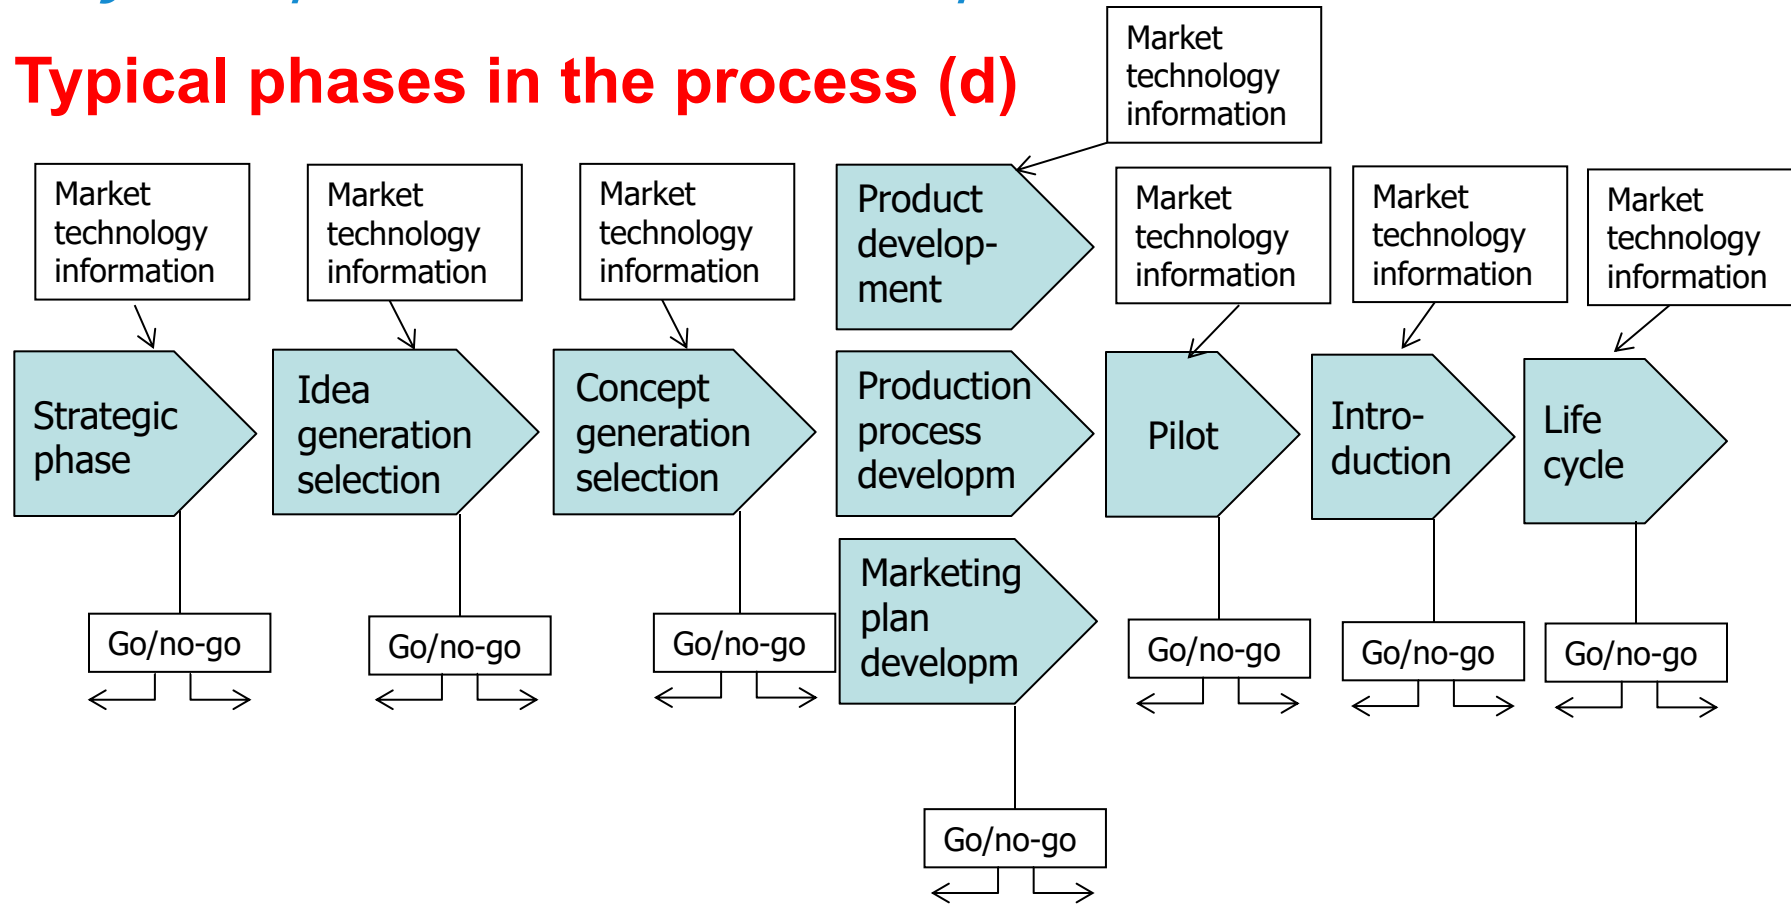 Typical phases in the process (d)
Market
technology
information
Market
technology
information
Market
technology
information
Market
technology
information
Market
technology
information
Market
technology
information
Market
technology
information
Strategic
phase
Idea
generation
selection
Concept
generation
selection
Product
develop-
ment
Production
process
developm
Marketing
plan
developm
Pilot
Intro-
duction
Life
cycle
Go/no-go
Go/no-go
Go/no-go
Go/no-go
Go/no-go
Go/no-go
Go/no-go